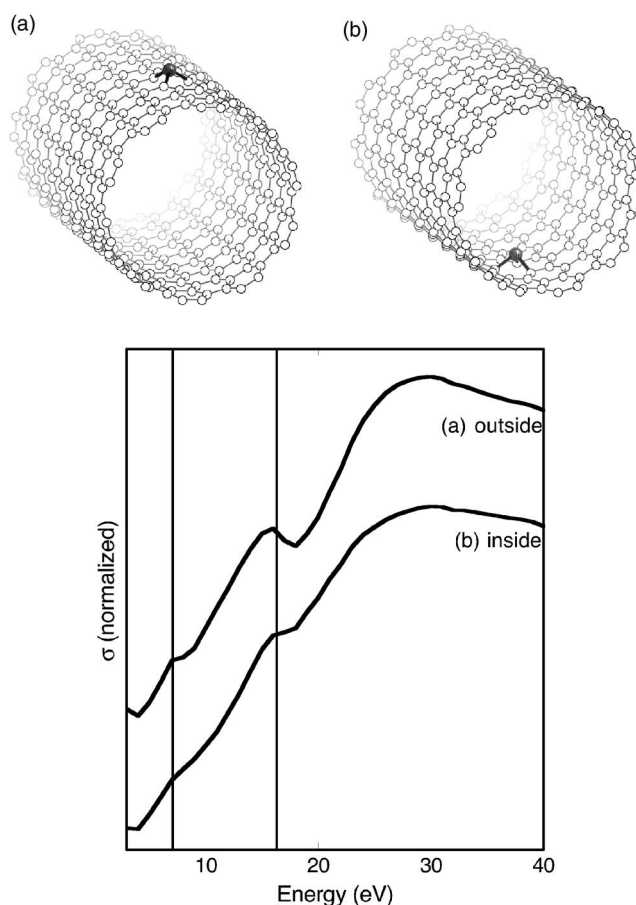 (a)
(b)
(a) outside
(b) inside
σ (normalized)
10 20 30 40
Energy (eV)